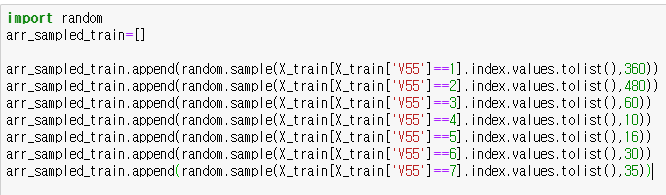 import random
arr_sampled_train=[]
arr_sampled_train.append(random.sample(X_train[X_train['V55']==1].index.values.tolist(),360))
arr_sampled_train.append(random.sample(X_train[X_train['V55']==2].index.values.tolist(),480))
arr_sampled_train.append(random.sample(X_train[X_train['V55']==3].index.values.tolist(),60))
arr_sampled_train.append(random.sample(X_train[X_train['V55']==4].index.values.tolist(),10))
arr_sampled_train.append(random.sample(X_train[X_train['V55']==5].index.values.tolist(),16))
arr_sampled_train.append(random.sample(X_train[X_train['V55']==6].index.values.tolist(),30))
arr_sampled_train.append(random.sample(X_train[X_train['V55']==7].index.values.tolist(),35))